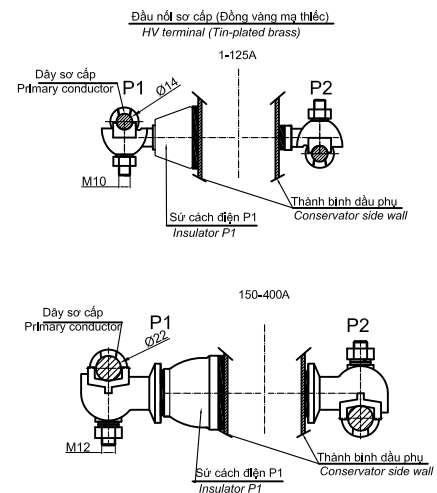 Đầu nối sơ cấp (Đồng vàng mạ thiếc)
HV terminal (Tin-plated brass)
1-125A
Dây sơ cấp
Primary conductor
P1
Ø14
P2
M10
Sứ cách điện P1
Insulator P1
Thành bình dầu phụ
Conservator side wall
150-400A
Dây sơ cấp
Primary conductor
P1
Ø22
P2
M12
Sứ cách điện P1
Insulator P1
Thành bình dầu phụ
Conservator side wall